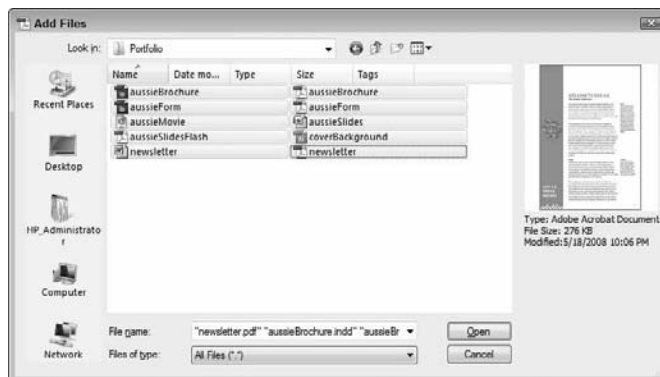 Add Files
Look in: Portfolio
Name Date mo... Type Size Tags
aussieBrochure aussieBrochure
aussieForm aussieForm
aussieMovie aussieSlides
aussieSlidesFlash coverBackground
newsletter newsletter
Recent Places
Desktop
HP_Administrato
r
Computer
Network
Type: Adobe Acrobat Document
File Size: 276 KB
Modified:5/18/2008 10:06 PM
File name: "newsletter.pdf" "aussieBrochure.indd" "aussieBr
Open
Files of type: All Files (*.*)
Cancel